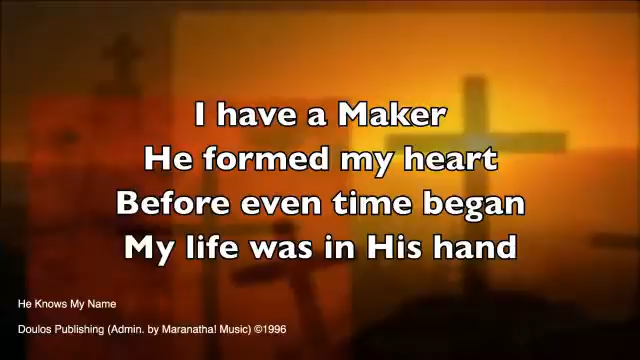 I have a Maker
He formed my heart
Before even time began
My life was in His hand
He Knows My Name
Doulos Publishing (Admin. by Maranatha! Music) ©1996